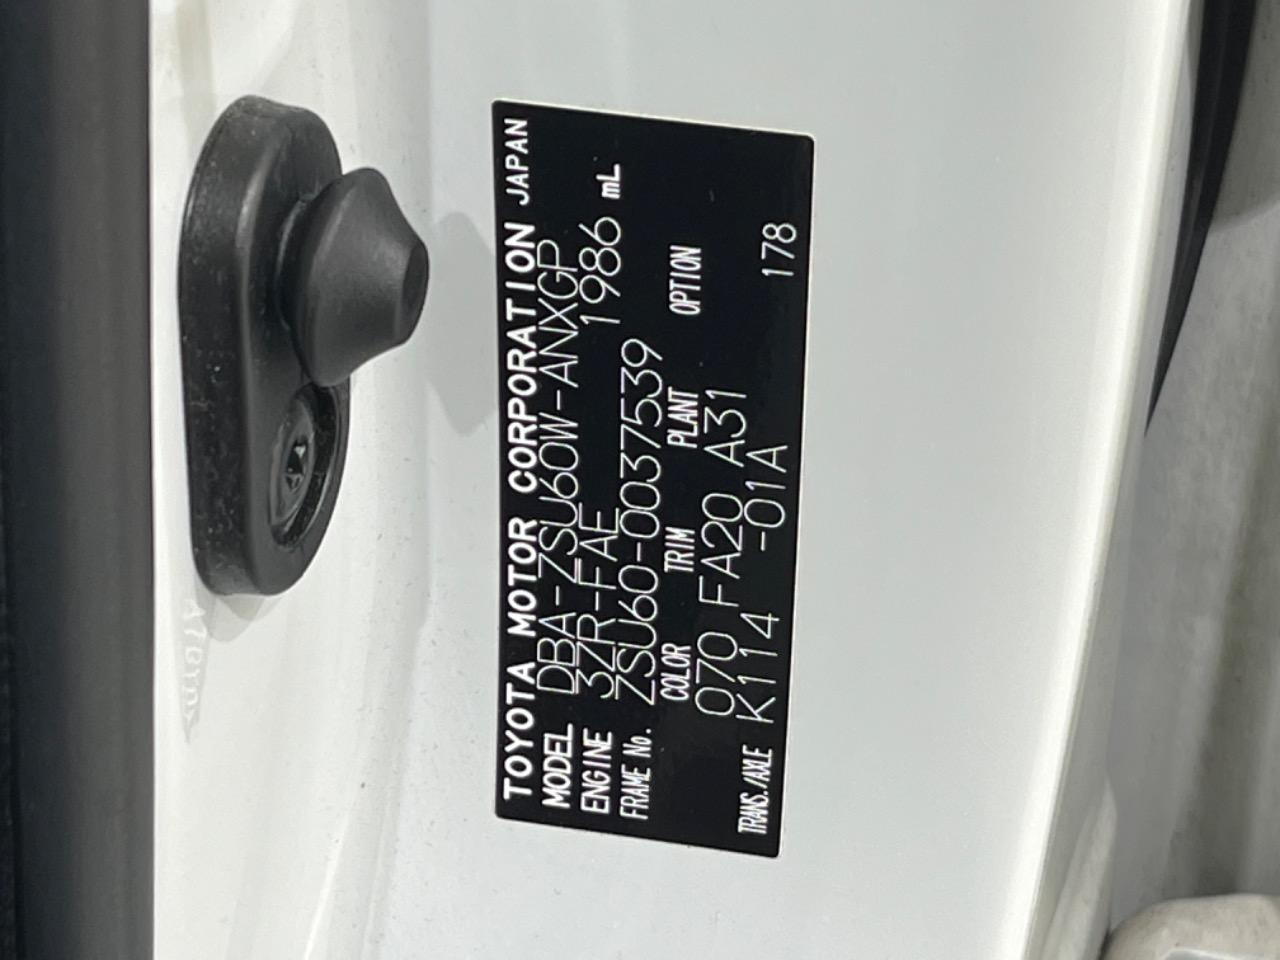 TOYOTA MOTOR CORPORATION JAPAN
MODEL DBA-ZSU60W-ANXGP
ENGINE 3ZR-FAE 1986 mL
FRAME No. ZSU60-0037539
COLOR TRIM PLANT OPTION
070 FA20 A31
TRANS./AXLE K114 -01A 178